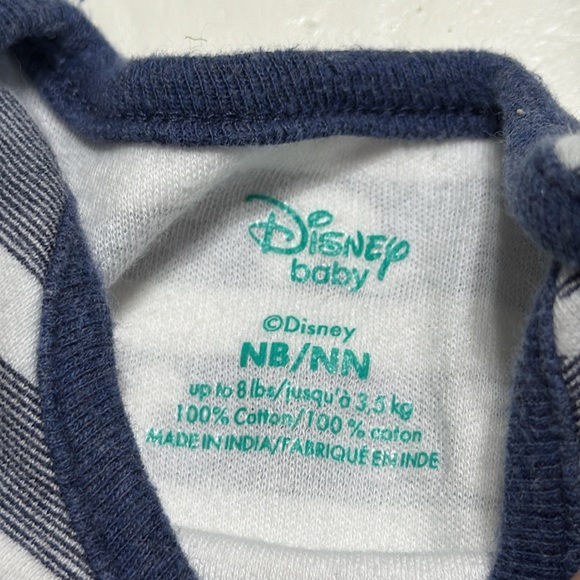 Disney
baby
©Disney
NB/NN
up to 8 lbs/jusqu'à 3,5 kg
100% Cotton/100 % coton
MADE IN INDIA/FABRIQUÉ EN INDE